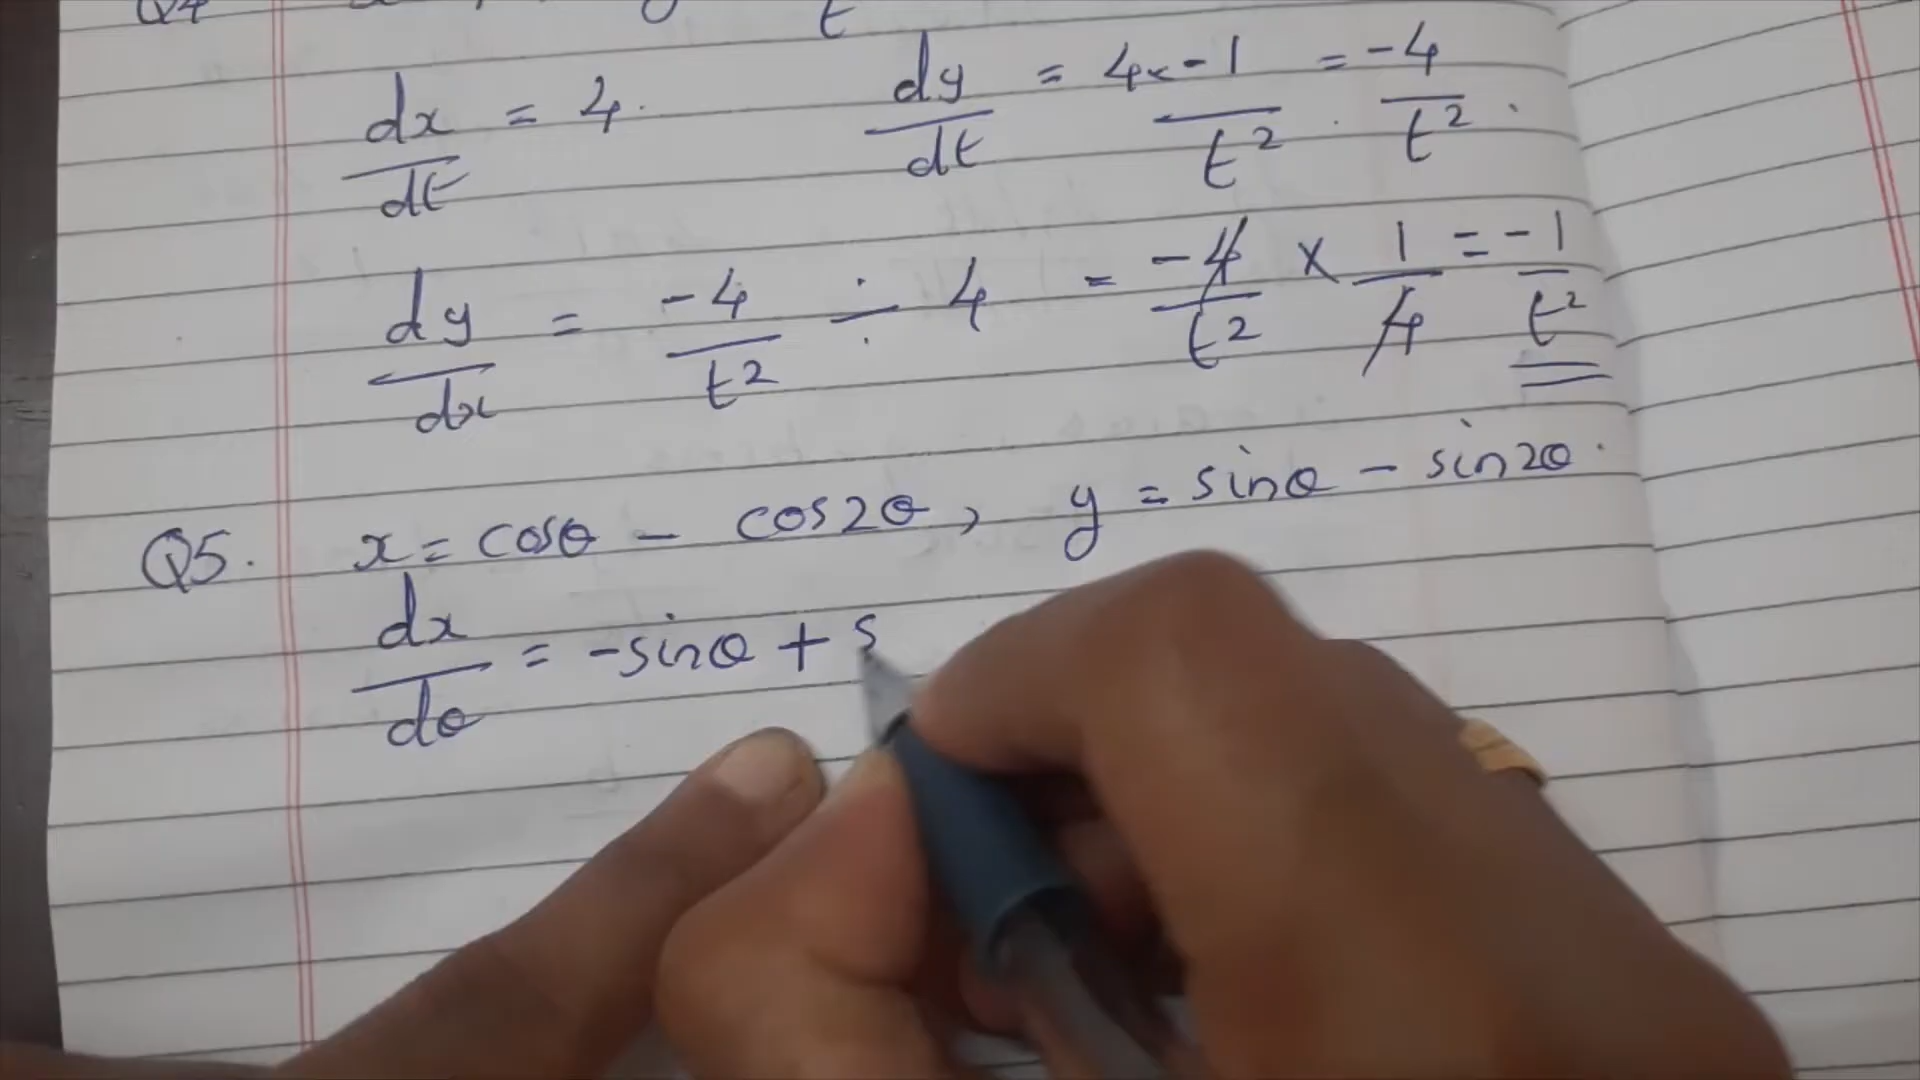 Q4
t
dx/dt = 4. dy/dt = 4x-1/t² . = -4/t² .
dy/dx = -4/t² ÷ 4 = -4/t² x 1/4 = -1/t²
Q5. x = cosθ - cos2θ, y = sinθ - sin2θ.
dx/dθ = -sinθ + s